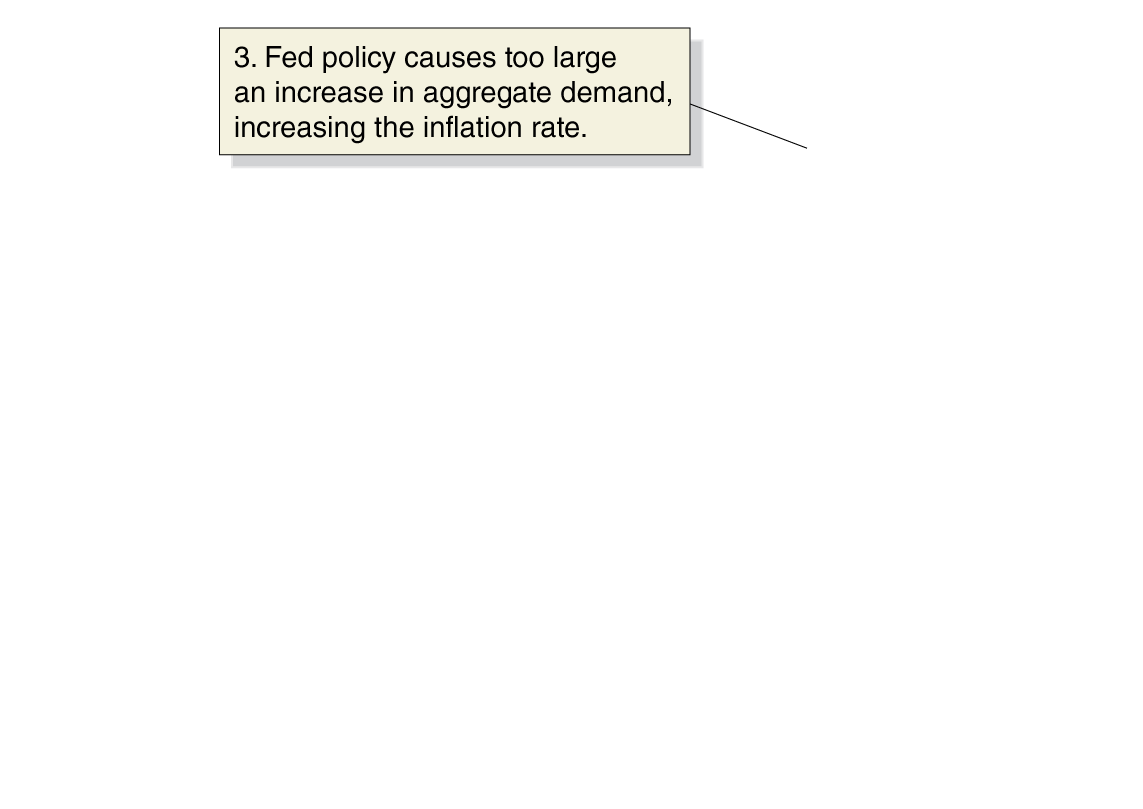 3. Fed policy causes too large
an increase in aggregate demand,
increasing the inflation rate.